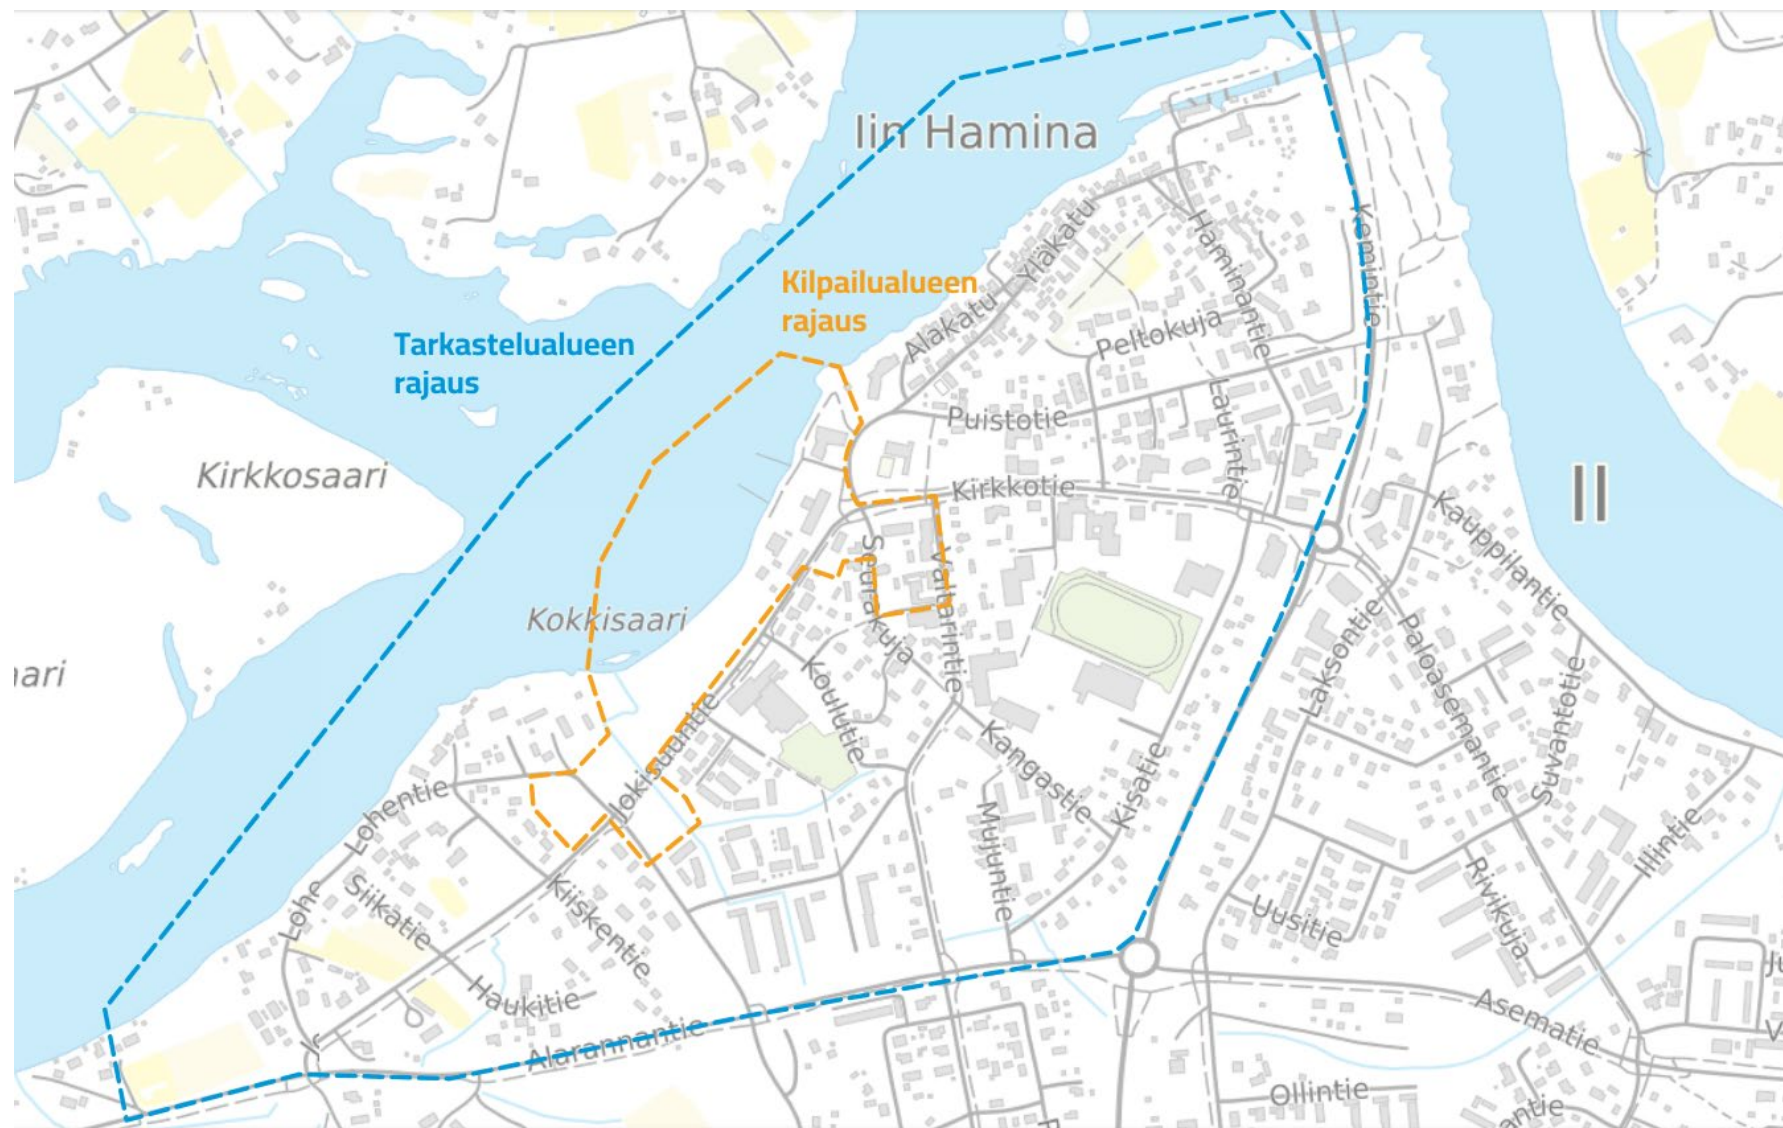 Iin Hamina
Yläkatu
Haminantie
Kemintie
Kilpailualueen
rajaus
Alakatu
Peltokuja
Tarkastelualueen
rajaus
Puistotie
Laurintie
Kirkkosaari
Kirkkotie
II
Kauppilantie
Seurakuja
Valtarintie
Kokkisaari
Laksontie
Paloasemantie
Suvantotie
Koulutie
Jokisuuntie
Kangastie
Kisatie
Lohentie
Mujuntie
Illintie
Lohe
Siikatie
Kiiskentie
Uusitie
Rivikuja
Haukitie
Asematie
Alarannantie
Ollintie